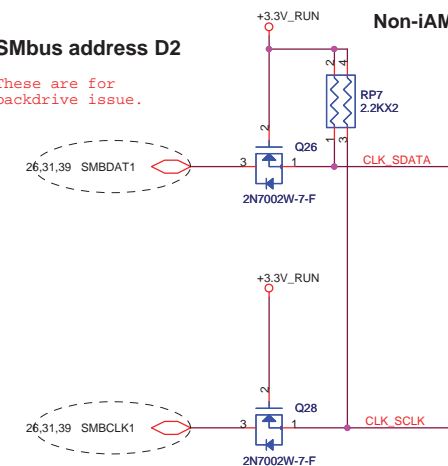 +3.3V_RUN
Non-iAM
SMbus address D2
These are for
backdrive issue.
2 4
RP7
2.2KX2
2
Q26
1 3
26,31,39 SMBDAT1
3
1
CLK_SDATA
2N7002W-7-F
+3.3V_RUN
2
Q28
26,31,39 SMBCLK1
3
1
CLK_SCLK
2N7002W-7-F